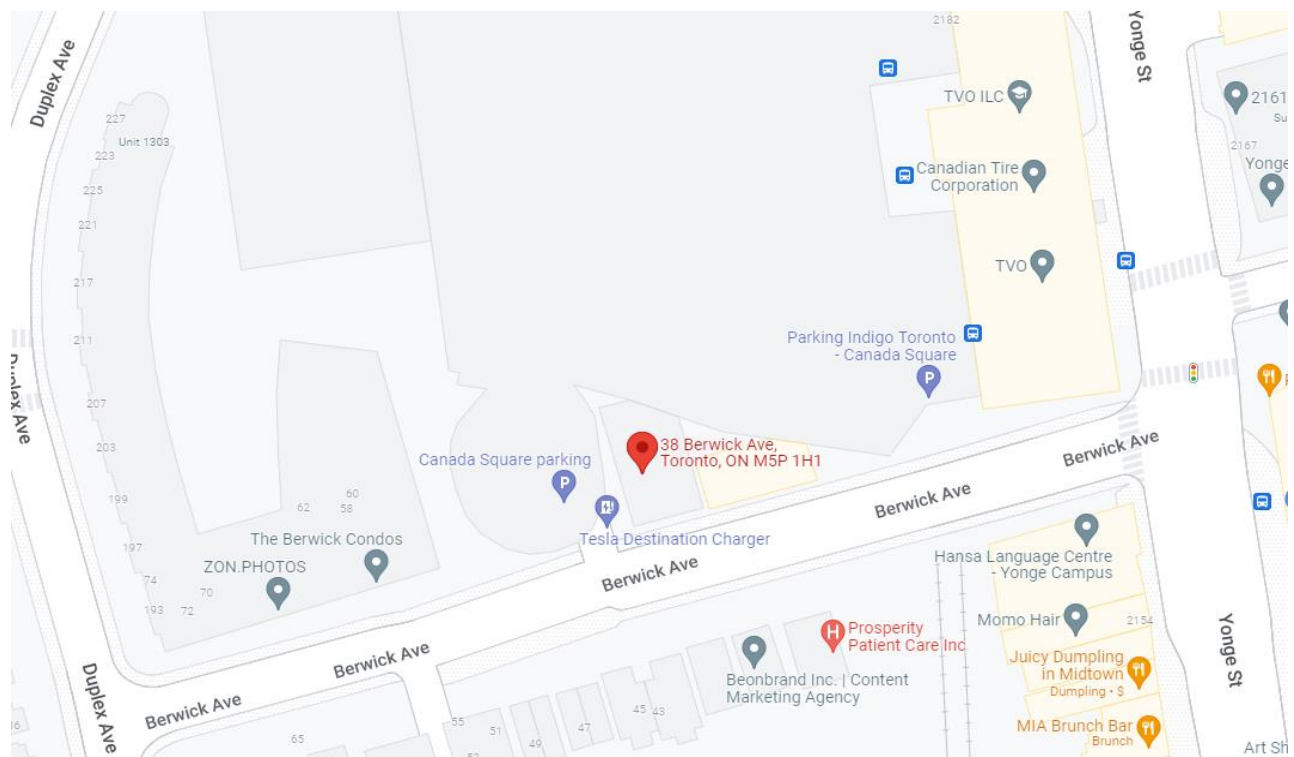 2182
Yonge St
Duplex Ave
TVO ILC
2161
Su
227
Unit 1303
223
2167
Yonge
Canadian Tire
Corporation
225
221
TVO
217
211
Parking Indigo Toronto
- Canada Square
Duplex Ave
207
38 Berwick Ave,
Toronto, ON M5P 1H1
203
Canada Square parking
Berwick Ave
199
60
62
58
Berwick Ave
The Berwick Condos
Tesla Destination Charger
197
ZON.PHOTOS
Hansa Language Centre
- Yonge Campus
74
70
Berwick Ave
193
72
Momo Hair
2154
Prosperity
Patient Care Inc
Yonge St
Berwick Ave
Juicy Dumpling
in Midtown
Dumpling • $
Duplex Ave
Beonbrand Inc. | Content
Marketing Agency
Berwick Ave
45
43
55
51
47
MIA Brunch Bar
Brunch
65
49
Art Sh